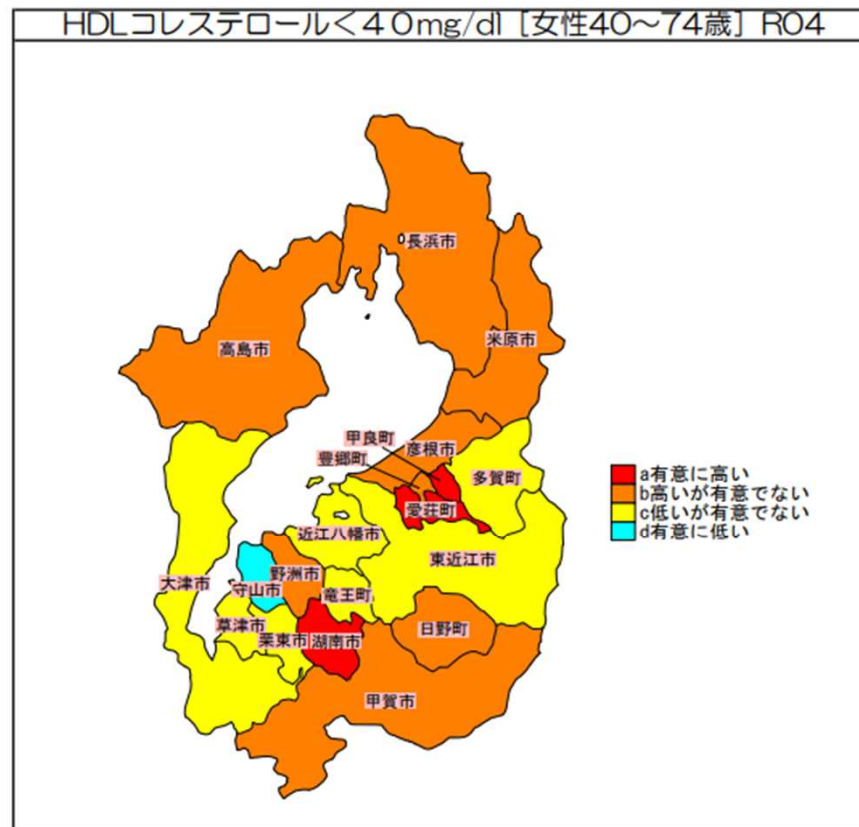 HDLコレステロール<40mg/dl [女性40~74歳] R04
長浜市
高島市
米原市
甲良町
彦根市
豊郷町
多賀町
愛荘町
近江八幡市
東近江市
野洲市
大津市
守山市
竜王町
草津市
栗東市
湖南市
日野町
甲賀市
a有意に高い
b高いが有意でない
c低いが有意でない
d有意に低い